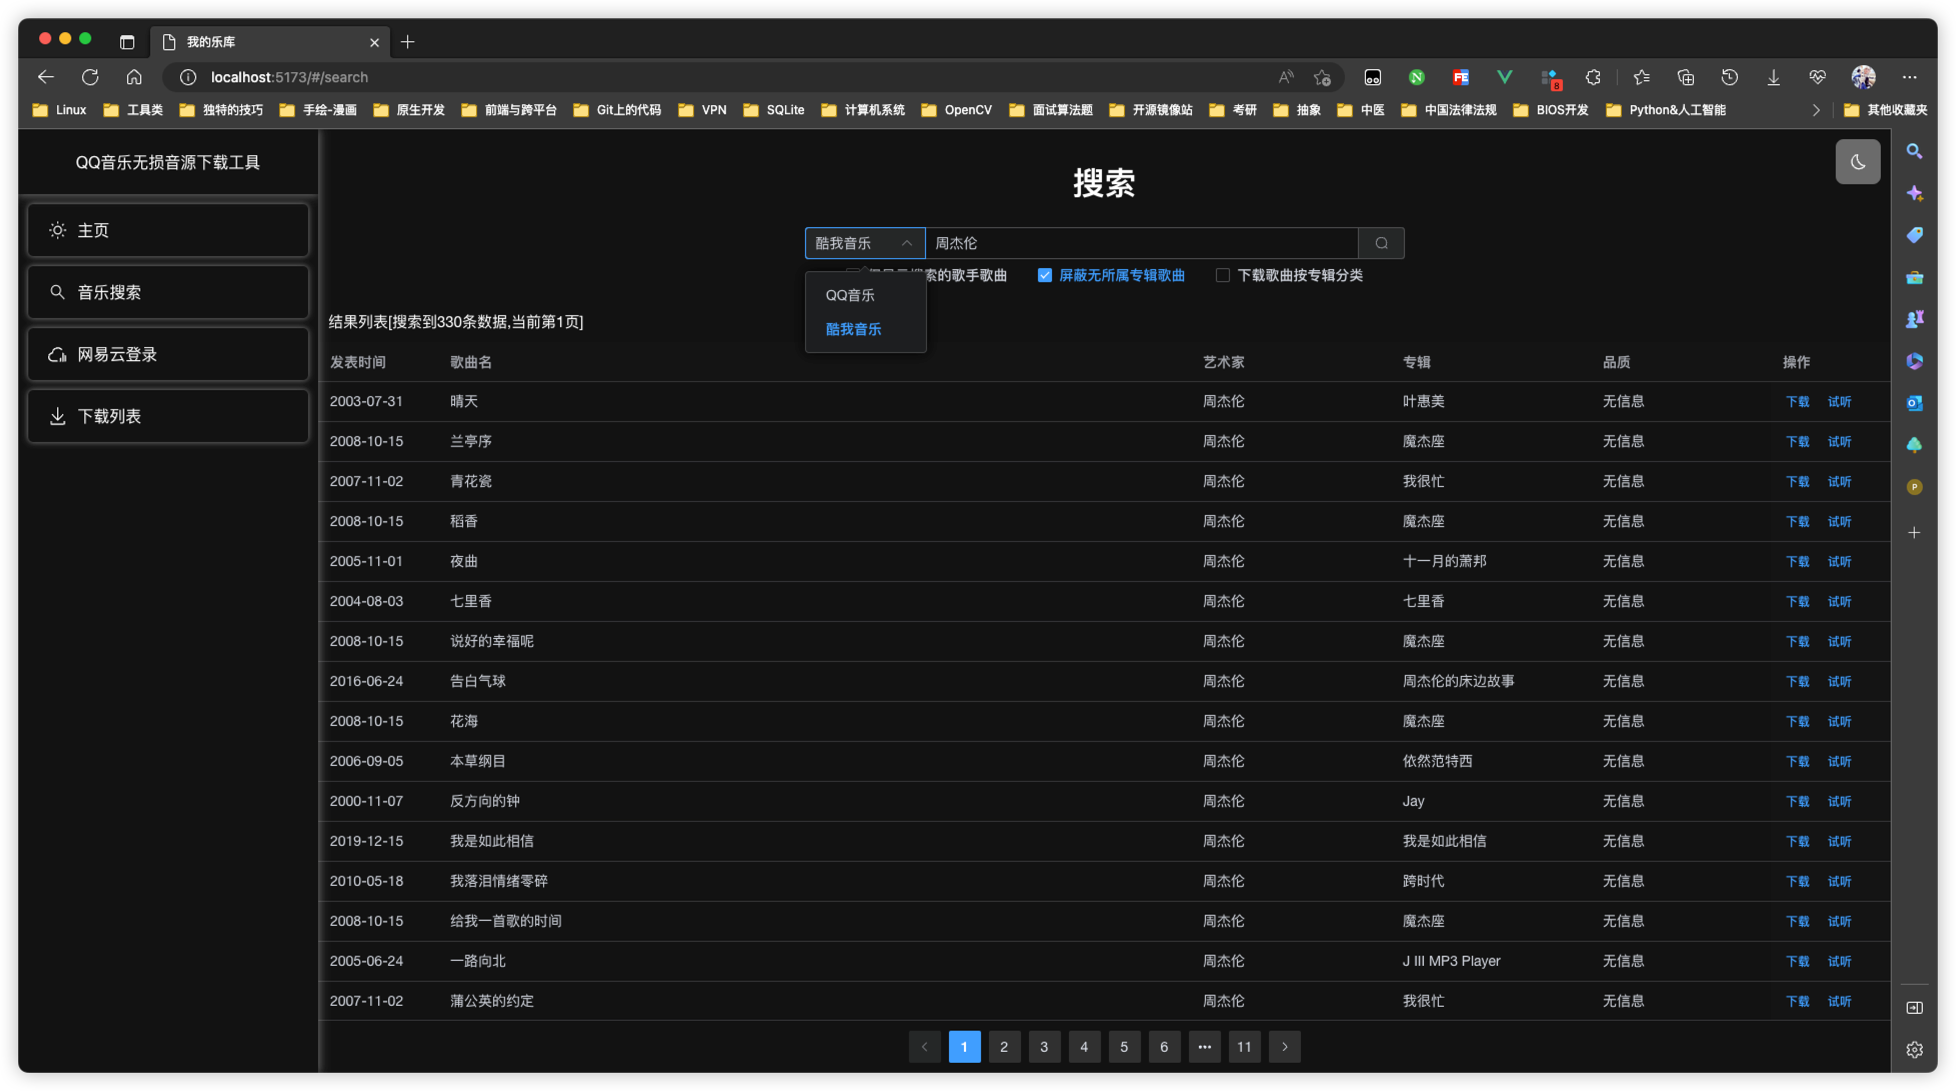 我的乐库
localhost:5173/#/search
Linux 工具类 独特的技巧 手绘-漫画 原生开发 前端与跨平台 Git上的代码 VPN SQLite 计算机系统 OpenCV 面试算法题 开源镜像站 考研 抽象 中医 中国法律法规 BIOS开发 Python&人工智能 其他收藏夹
QQ音乐无损音源下载工具
主页
音乐搜索
网易云登录
下载列表
搜索
酷我音乐 周杰伦
索的歌手歌曲 屏蔽无所属专辑歌曲 下载歌曲按专辑分类
QQ音乐
酷我音乐
结果列表[搜索到330条数据,当前第1页]
发表时间 歌曲名 艺术家 专辑 品质 操作
2003-07-31 晴天 周杰伦 叶惠美 无信息 下载 试听
2008-10-15 兰亭序 周杰伦 魔杰座 无信息 下载 试听
2007-11-02 青花瓷 周杰伦 我很忙 无信息 下载 试听
2008-10-15 稻香 周杰伦 魔杰座 无信息 下载 试听
2005-11-01 夜曲 周杰伦 十一月的萧邦 无信息 下载 试听
2004-08-03 七里香 周杰伦 七里香 无信息 下载 试听
2008-10-15 说好的幸福呢 周杰伦 魔杰座 无信息 下载 试听
2016-06-24 告白气球 周杰伦 周杰伦的床边故事 无信息 下载 试听
2008-10-15 花海 周杰伦 魔杰座 无信息 下载 试听
2006-09-05 本草纲目 周杰伦 依然范特西 无信息 下载 试听
2000-11-07 反方向的钟 周杰伦 Jay 无信息 下载 试听
2019-12-15 我是如此相信 周杰伦 我是如此相信 无信息 下载 试听
2010-05-18 我落泪情绪零碎 周杰伦 跨时代 无信息 下载 试听
2008-10-15 给我一首歌的时间 周杰伦 魔杰座 无信息 下载 试听
2005-06-24 一路向北 周杰伦 J III MP3 Player 无信息 下载 试听
2007-11-02 蒲公英的约定 周杰伦 我很忙 无信息 下载 试听
1 2 3 4 5 6 ••• 11